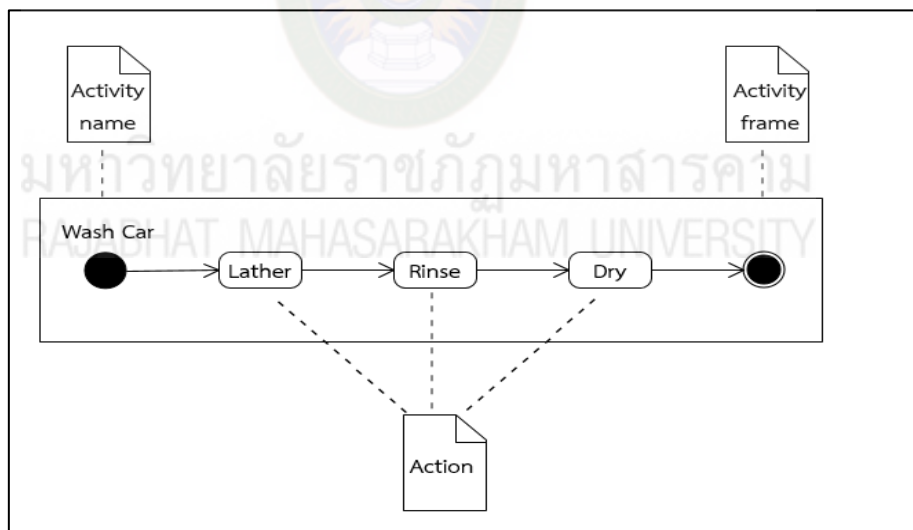 Activity
name
Activity
frame
มหาวิทยาลัยราชภัฏมหาสารคาม
RAJABHAT MAHASARAKHAM UNIVERSITY
Wash Car
Lather
Rinse
Dry
Action